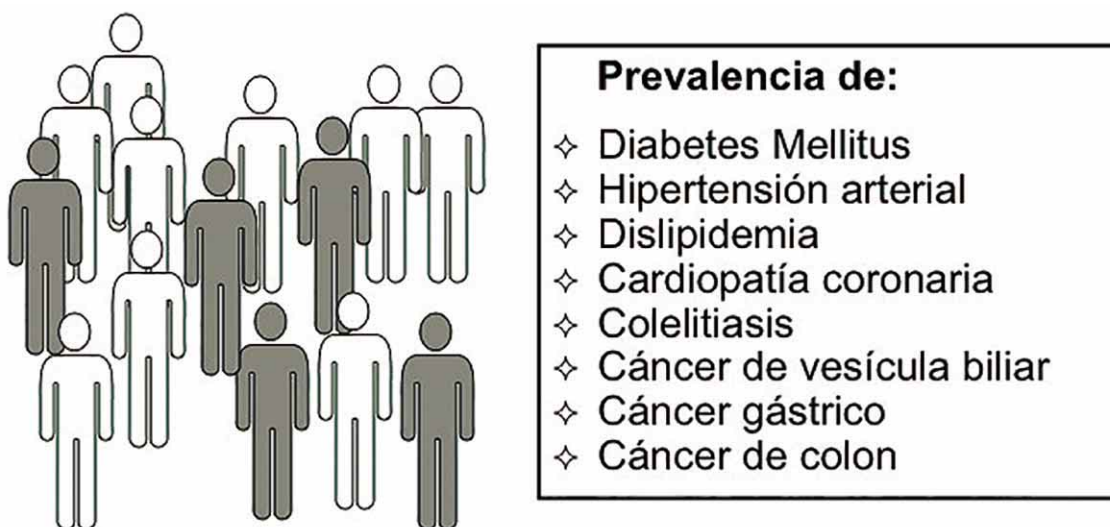 Prevalencia de:
✧ Diabetes Mellitus
✧ Hipertensión arterial
✧ Dislipidemia
✧ Cardiopatía coronaria
✧ Colelitiasis
✧ Cáncer de vesícula biliar
✧ Cáncer gástrico
✧ Cáncer de colon